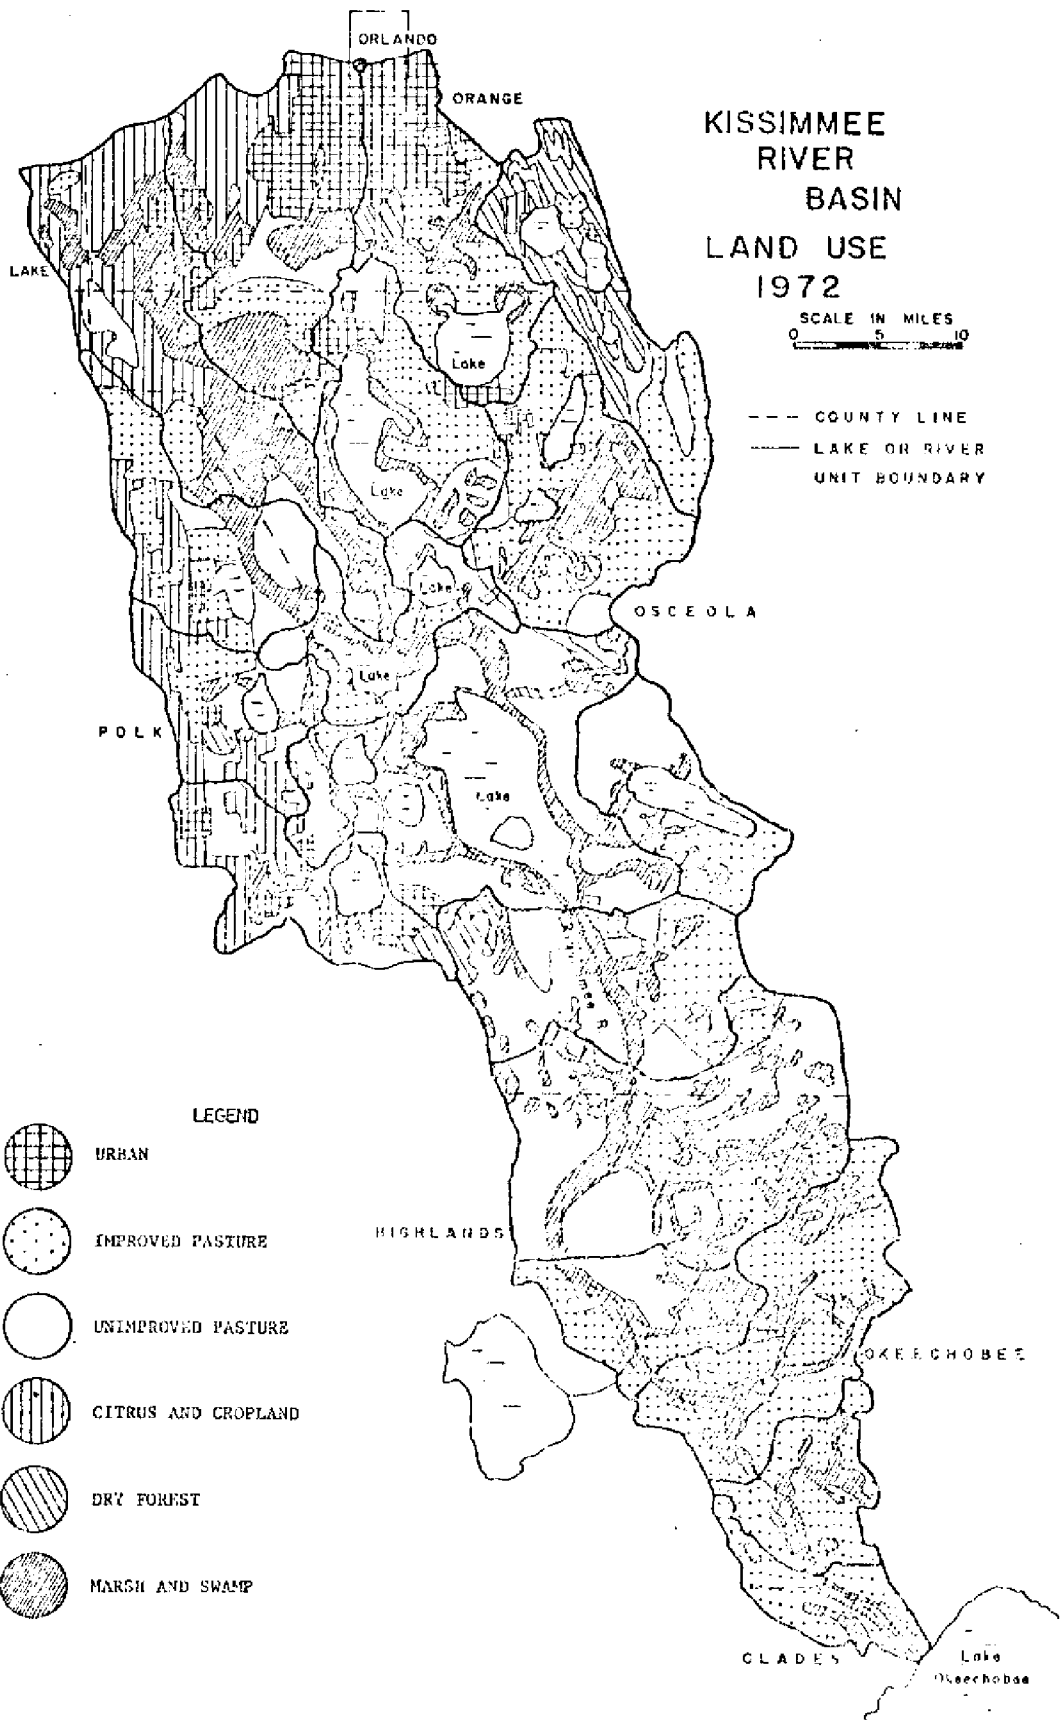 ORLANDO
ORANGE
KISSIMMEE
RIVER
BASIN
LAND USE
1972
SCALE IN MILES
0 5 10
COUNTY LINE
LAKE OR RIVER
UNIT BOUNDARY
LAKE
Lake
Lake
Lake
OSCEOLA
Lake
POLK
Lake
LEGEND
URBAN
IMPROVED PASTURE
UNIMPROVED PASTURE
CITRUS AND CROPLAND
DRY FOREST
MARSH AND SWAMP
HIGHLANDS
OKEECHOBEE
GLADES
Lake
Okeechobee